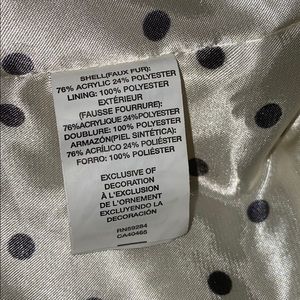 SHELL(FAUX FUR):
76% ACRYLIC 24% POLYESTER
LINING: 100% POLYESTER
EXTÉRIEUR
(FAUSSE FOURRURE):
76%ACRYLIQUE 24%POLYESTER
DOUBLURE: 100% POLYESTER
ARMAZÓN(PIEL SINTÉTICA):
76% ACRÍLICO 24% POLIÉSTER
FORRO: 100% POLIÉSTER
EXCLUSIVE OF
DECORATION
À L'EXCLUSION
DE L'ORNEMENT
EXCLUYENDO LA
DECORACIÓN
RN59284
CA40465